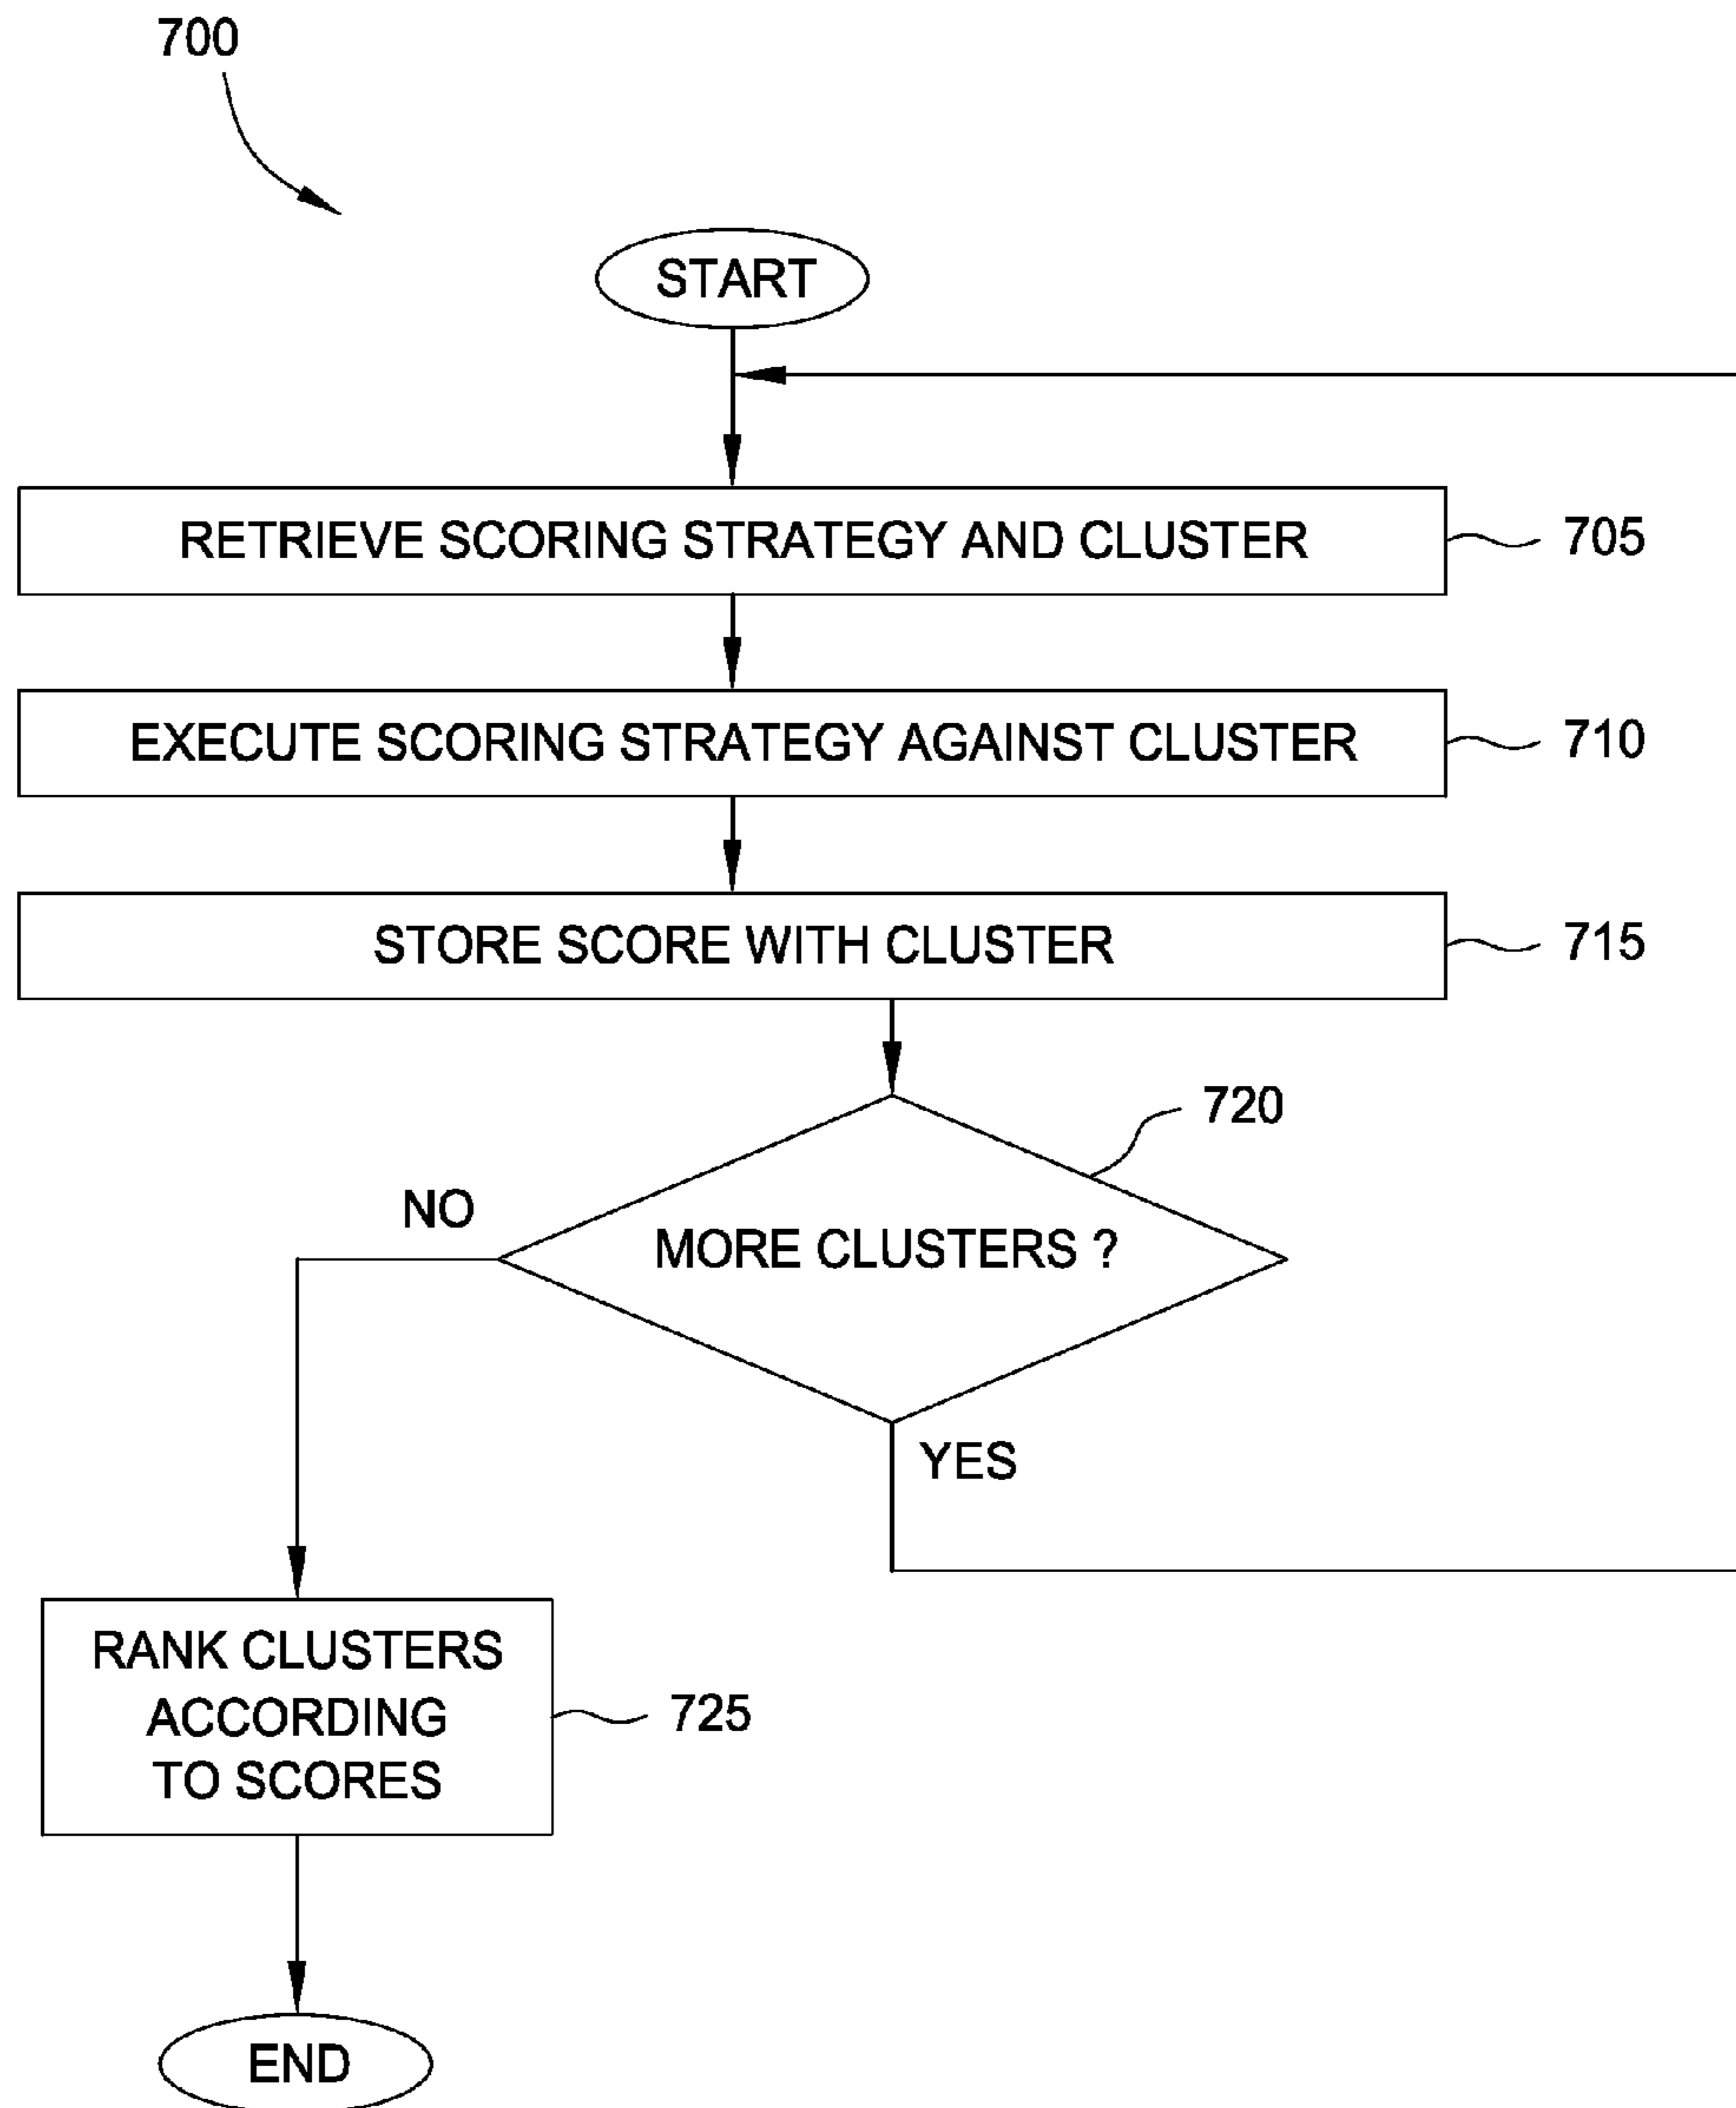 700
START
RETRIEVE SCORING STRATEGY AND CLUSTER
705
EXECUTE SCORING STRATEGY AGAINST CLUSTER
710
STORE SCORE WITH CLUSTER
715
720
NO
MORE CLUSTERS ?
YES
RANK CLUSTERS
ACCORDING
TO SCORES
725
END